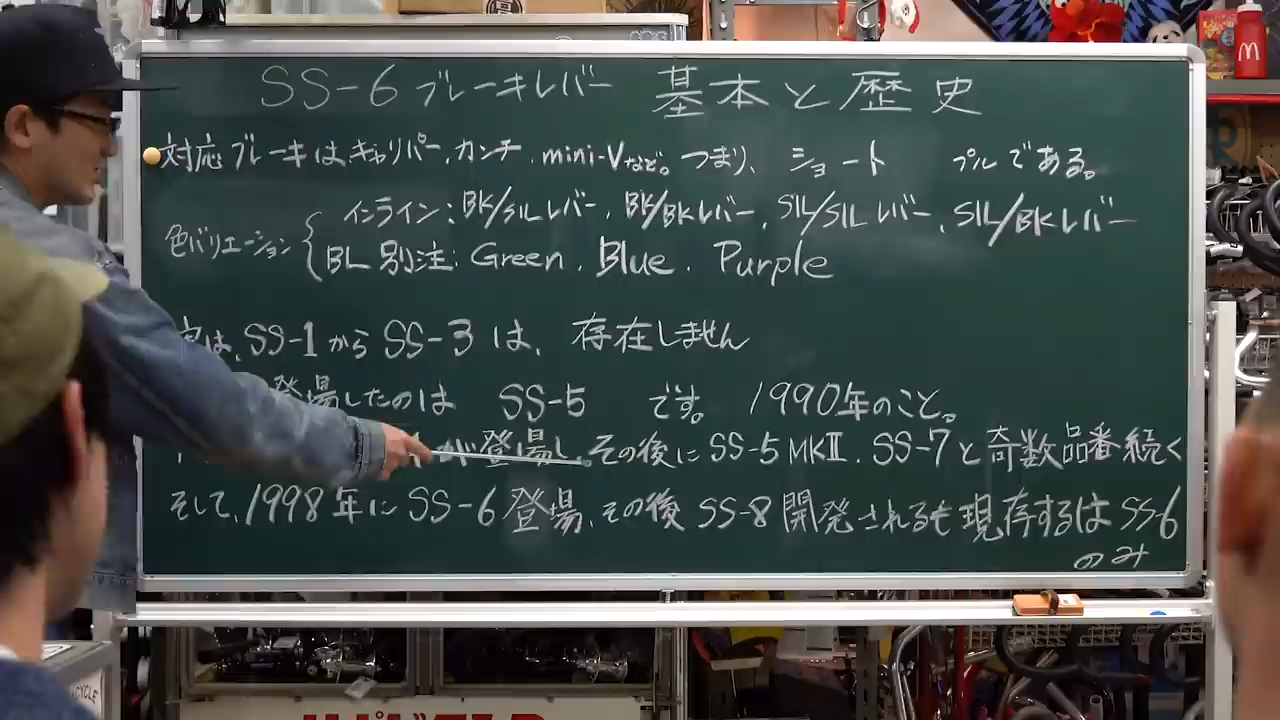 SS-6 ブレーキレバー 基本と歴史
対応ブレーキは、キャリパー、カンチ、mini-Vなど。つまり、ショート プルである。
色バリエーション
インライン:BK/SILレバー、BK/BKレバー、SIL/SILレバー、SIL/BKレバー
BL別注:Green、Blue、Purple
実は、SS-1からSS-3は、存在しません
登場したのは SS-5 です。1990年のこと。
が登場し、その後にSS-5 MKⅡ、SS-7と奇数品番続く
そして、1998年にSS-6登場、その後SS-8開発されるも現存するはSS-6
のみ